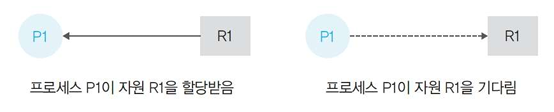 P1 R1 P1 R1
프로세스 P1이 자원 R1을 할당받음
프로세스 P1이 자원 R1을 기다림